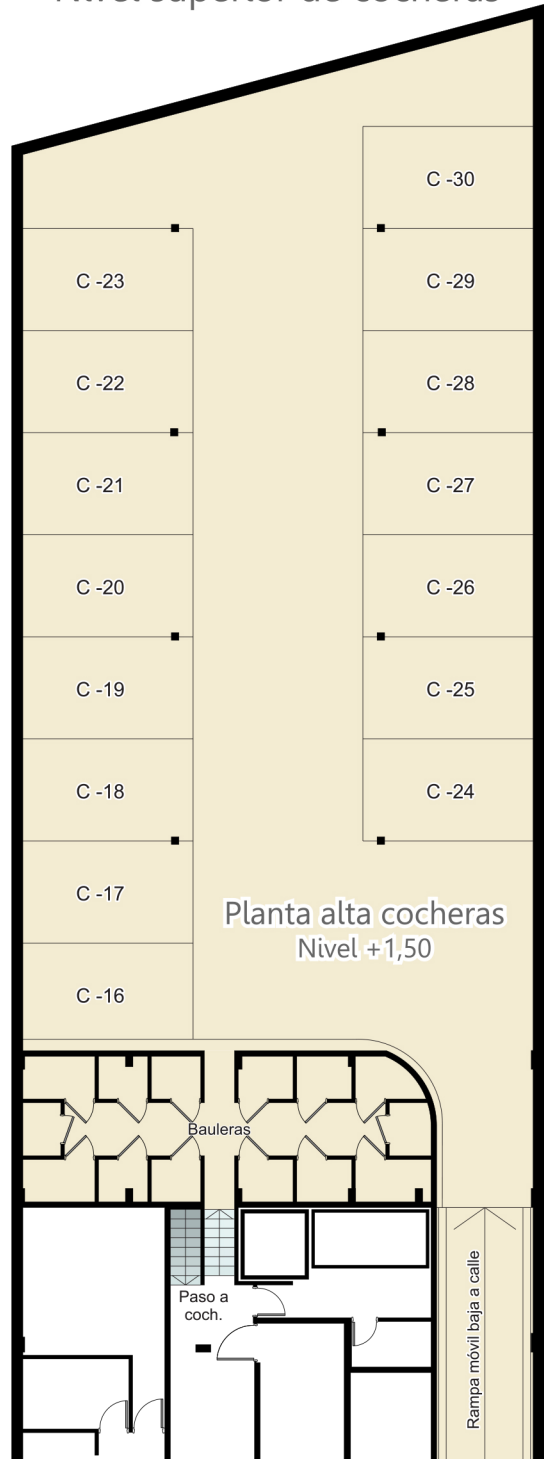 Nivel superior de cocheras
C -30
C -23
C -29
C -22
C -28
C -21
C -27
C -20
C -26
C -19
C -25
C -18
C -24
C -17
Planta alta cocheras
Nivel +1,50
C -16
Bauleras
Paso a
coch.
Rampa móvil baja a calle